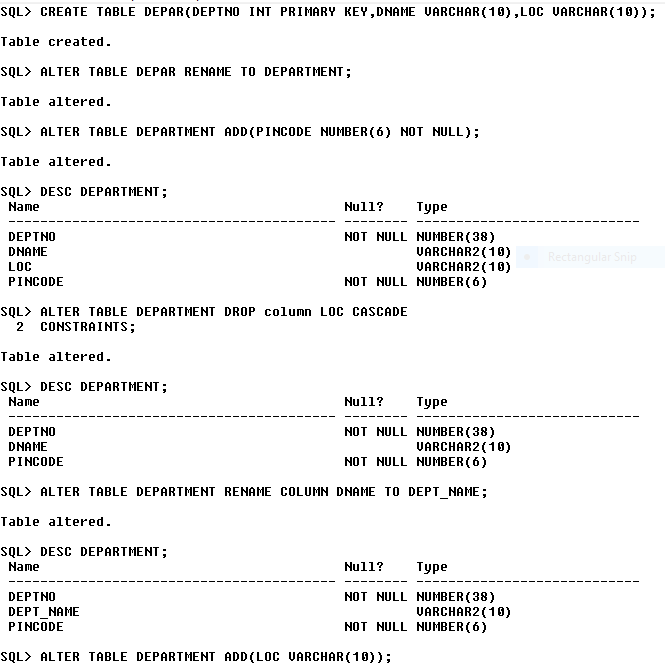 SQL> CREATE TABLE DEPAR(DEPTNO INT PRIMARY KEY,DNAME VARCHAR(10),LOC VARCHAR(10));
Table created.
SQL> ALTER TABLE DEPAR RENAME TO DEPARTMENT;
Table altered.
SQL> ALTER TABLE DEPARTMENT ADD(PINCODE NUMBER(6) NOT NULL);
Table altered.
SQL> DESC DEPARTMENT;
Name Null? Type
----------------------------------------- -------- ----------------------------
DEPTNO NOT NULL NUMBER(38)
DNAME VARCHAR2(10)
LOC VARCHAR2(10)
Rectangular Snip
PINCODE NOT NULL NUMBER(6)
SQL> ALTER TABLE DEPARTMENT DROP column LOC CASCADE
2 CONSTRAINTS;
Table altered.
SQL> DESC DEPARTMENT;
Name Null? Type
----------------------------------------- -------- ----------------------------
DEPTNO NOT NULL NUMBER(38)
DNAME VARCHAR2(10)
PINCODE NOT NULL NUMBER(6)
SQL> ALTER TABLE DEPARTMENT RENAME COLUMN DNAME TO DEPT_NAME;
Table altered.
SQL> DESC DEPARTMENT;
Name Null? Type
----------------------------------------- -------- ----------------------------
DEPTNO NOT NULL NUMBER(38)
DEPT_NAME VARCHAR2(10)
PINCODE NOT NULL NUMBER(6)
SQL> ALTER TABLE DEPARTMENT ADD(LOC VARCHAR(10));